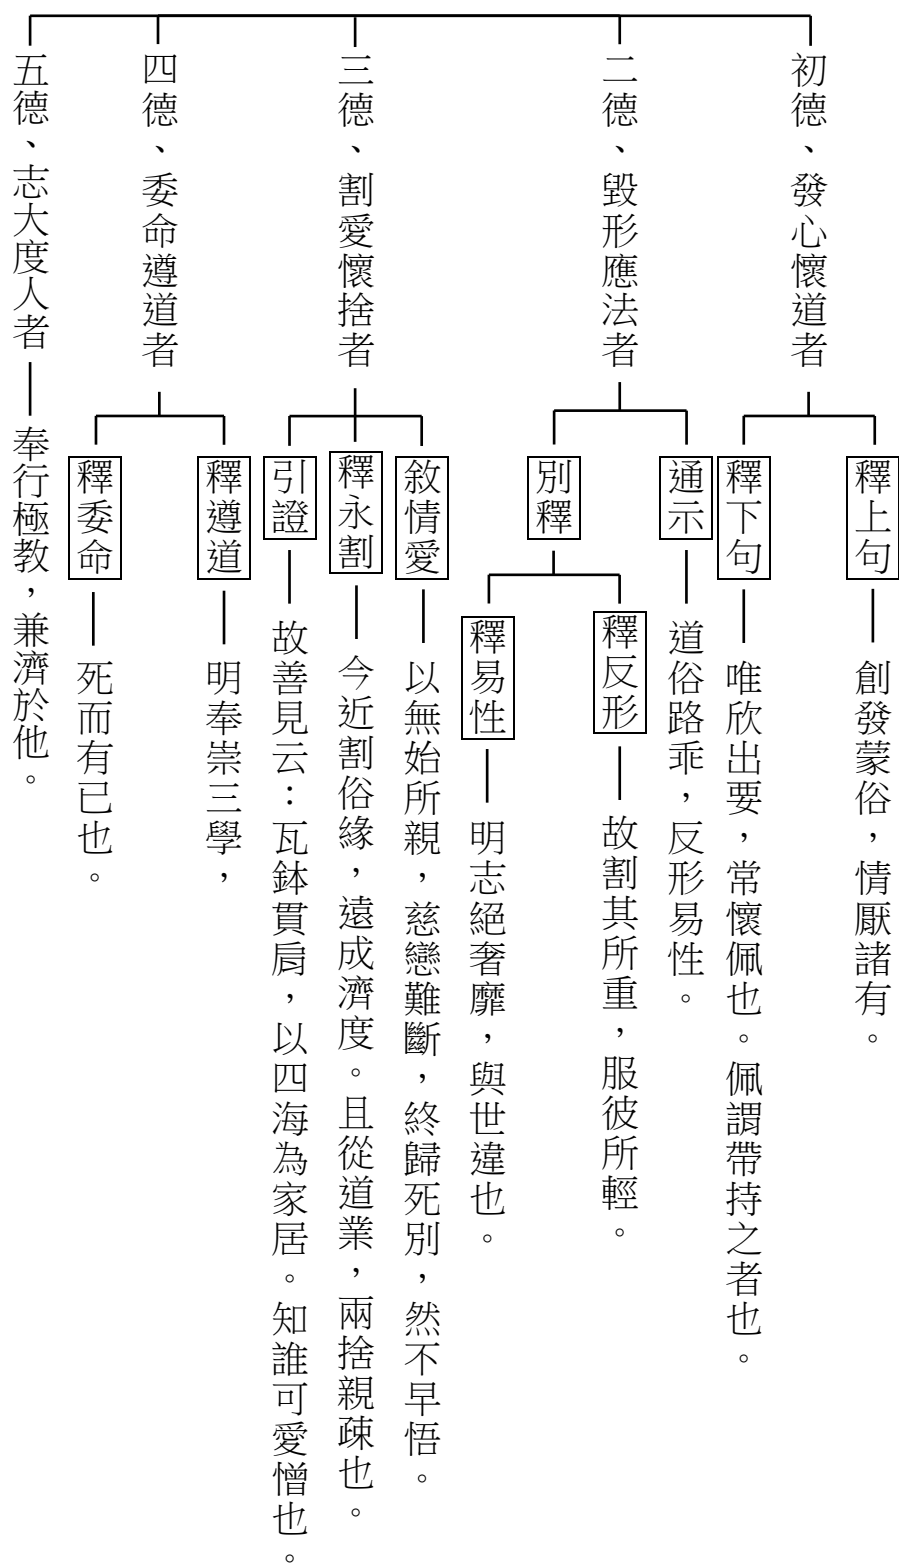 初德、發心懷道者
釋上句
創發蒙俗，情厭諸有。
釋下句
唯欣出要，常懷佩也。佩謂帶持之者也。
二德、毀形應法者
通示
道俗路乖，反形易性。
別釋
釋反形
故割其所重，服彼所輕。
釋易性
明志絕奢靡，與世違也。
三德、割愛懷捨者
敘情愛
以無始所親，慈戀難斷，終歸死別，然不早悟。
釋永割
今近割俗緣，遠成濟度。且從道業，兩捨親疎也。
引證
故善見云：瓦鉢貫肩，以四海為家居。知誰可愛憎也。
四德、委命遵道者
釋遵道
明奉崇三學，
釋委命
死而有已也。
五德、志大度人者
奉行極教，兼濟於他。